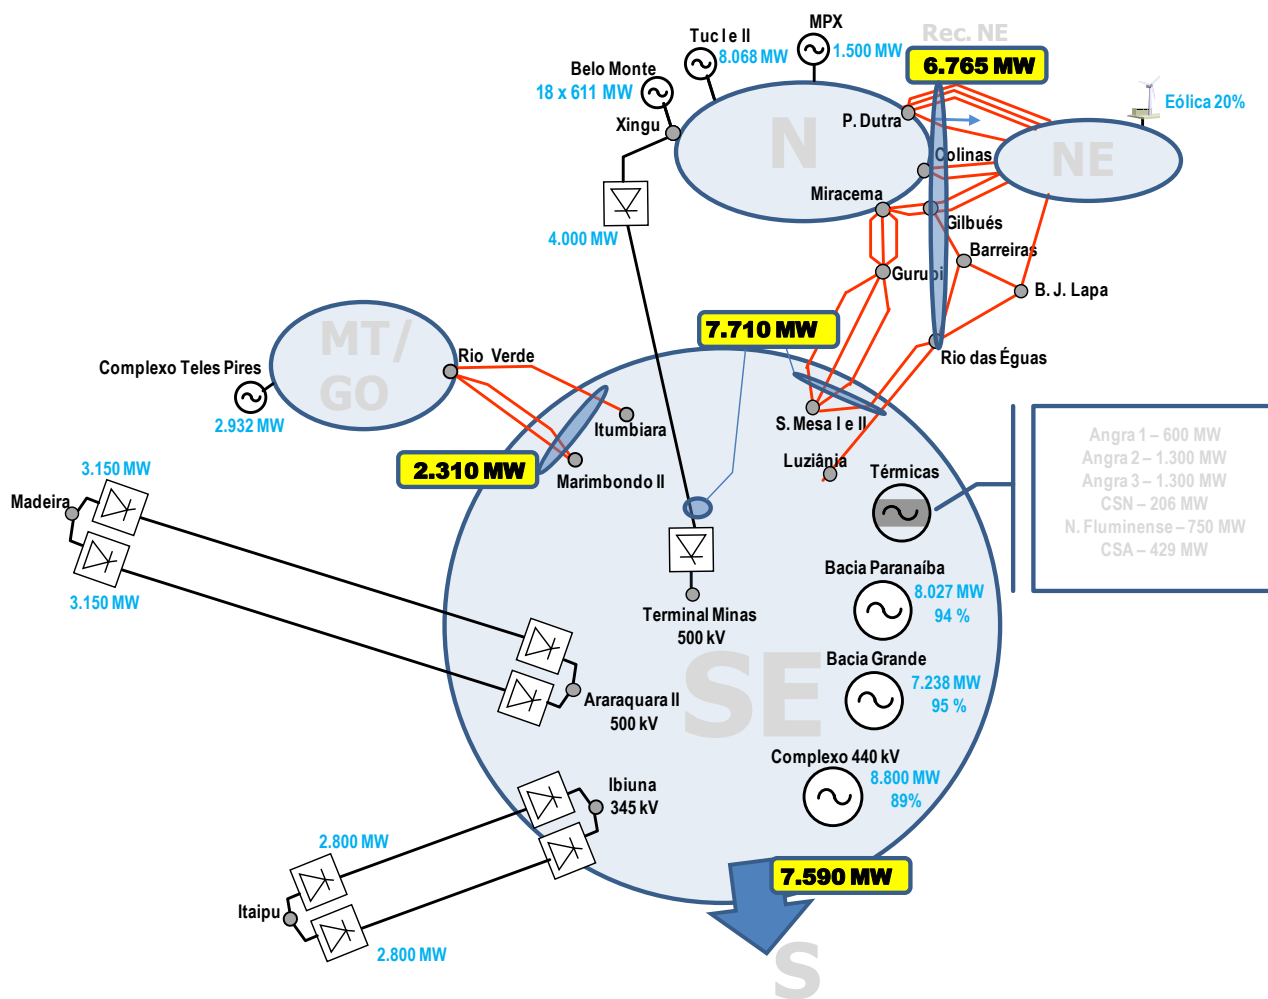 MPX
1.500 MW
Tuc I e II
8.068 MW
Rec. NE
6.765 MW
Belo Monte
18 x 611 MW
Xingu
N
P. Dutra
Eólica 20%
NE
Colinas
Miracema
Gilbués
4.000 MW
Barreiras
Gurupi
B. J. Lapa
7.710 MW
MT/
GO
Rio Verde
Rio das Éguas
Complexo Teles Pires
2.932 MW
Itumbiara
S. Mesa I e II
2.310 MW
Marimbondo II
Luziânia
Térmicas
Angra 1 – 600 MW
Angra 2 – 1.300 MW
Angra 3 – 1.300 MW
CSN – 206 MW
N. Fluminense – 750 MW
CSA – 429 MW
3.150 MW
Madeira
3.150 MW
Bacia Paranaíba
8.027 MW
94 %
Terminal Minas
500 kV
SE
Bacia Grande
7.238 MW
95 %
Araraquara II
500 kV
Complexo 440 kV
8.800 MW
89%
Ibiuna
345 kV
2.800 MW
Itaipu
2.800 MW
7.590 MW
S